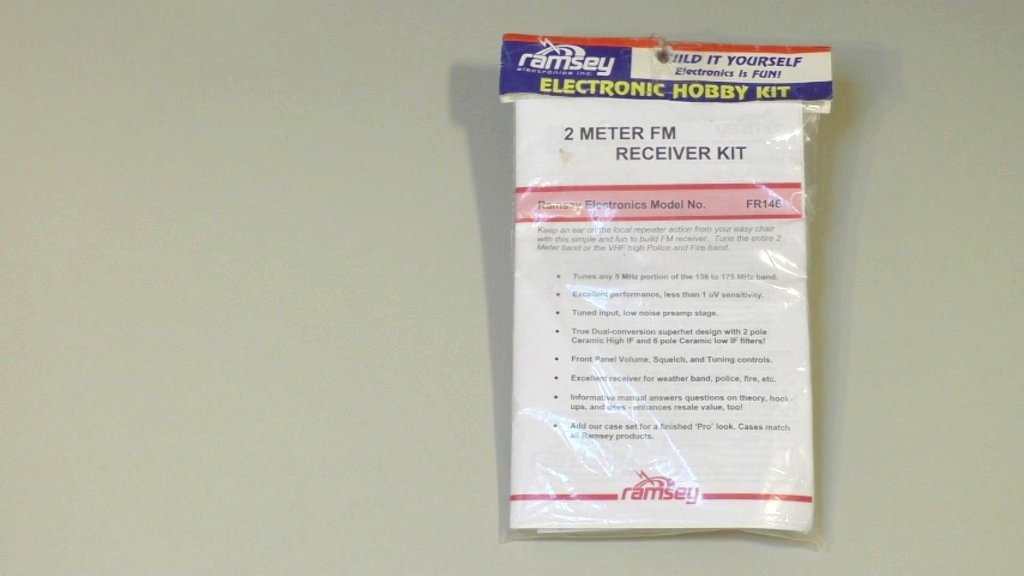 ramsey
electronics inc.
BUILD IT YOURSELF
Electronics is FUN!
ELECTRONIC HOBBY KIT
2 METER FM
RECEIVER KIT
Ramsey Electronics Model No. FR146
Keep an ear on the local repeater action from your easy chair
with this simple and fun to build FM receiver. Tune the entire 2
Meter band or the VHF high Police and Fire band.
• Tunes any 5 MHz portion of the 136 to 175 MHz band.
• Excellent performance, less than 1 uV sensitivity.
• Tuned input, low noise preamp stage.
• True Dual-conversion superhet design with 2 pole
Ceramic High IF and 6 pole Ceramic low IF filters!
• Front Panel Volume, Squelch, and Tuning controls.
• Excellent receiver for weather band, police, fire, etc.
• Informative manual answers questions on theory, hook-
ups, and uses - enhances resale value, too!
• Add our case set for a finished 'Pro' look. Cases match
all Ramsey products.
ramsey